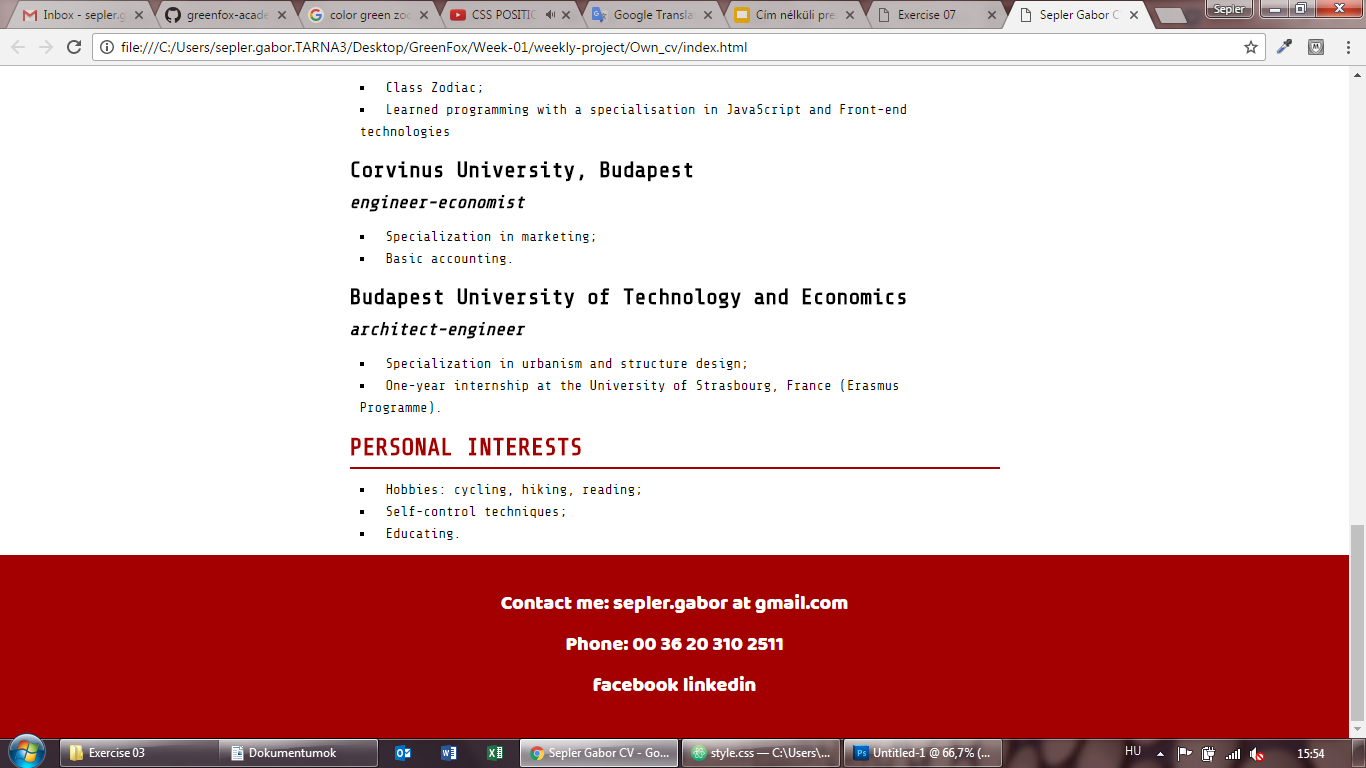 Inbox - sepler.g
greenfox-acade
color green zoo
CSS POSITIC
Google Transla
Cím nélküli pre
Exercise 07
Sepler Gabor C
Sepler
file:///C:/Users/sepler.gabor.TARNA3/Desktop/GreenFox/Week-01/weekly-project/Own_cv/index.html
Class Zodiac;
Learned programming with a specialisation in JavaScript and Front-end
technologies
Corvinus University, Budapest
engineer-economist
Specialization in marketing;
Basic accounting.
Budapest University of Technology and Economics
architect-engineer
Specialization in urbanism and structure design;
One-year internship at the University of Strasbourg, France (Erasmus
Programme).
PERSONAL INTERESTS
Hobbies: cycling, hiking, reading;
Self-control techniques;
Educating.
Contact me: sepler.gabor at gmail.com
Phone: 00 36 20 310 2511
facebook linkedin
Exercise 03
Dokumentumok
Sepler Gabor CV - Go...
style.css — C:\Users\...
Untitled-1 @ 66,7% (...
HU
15:54